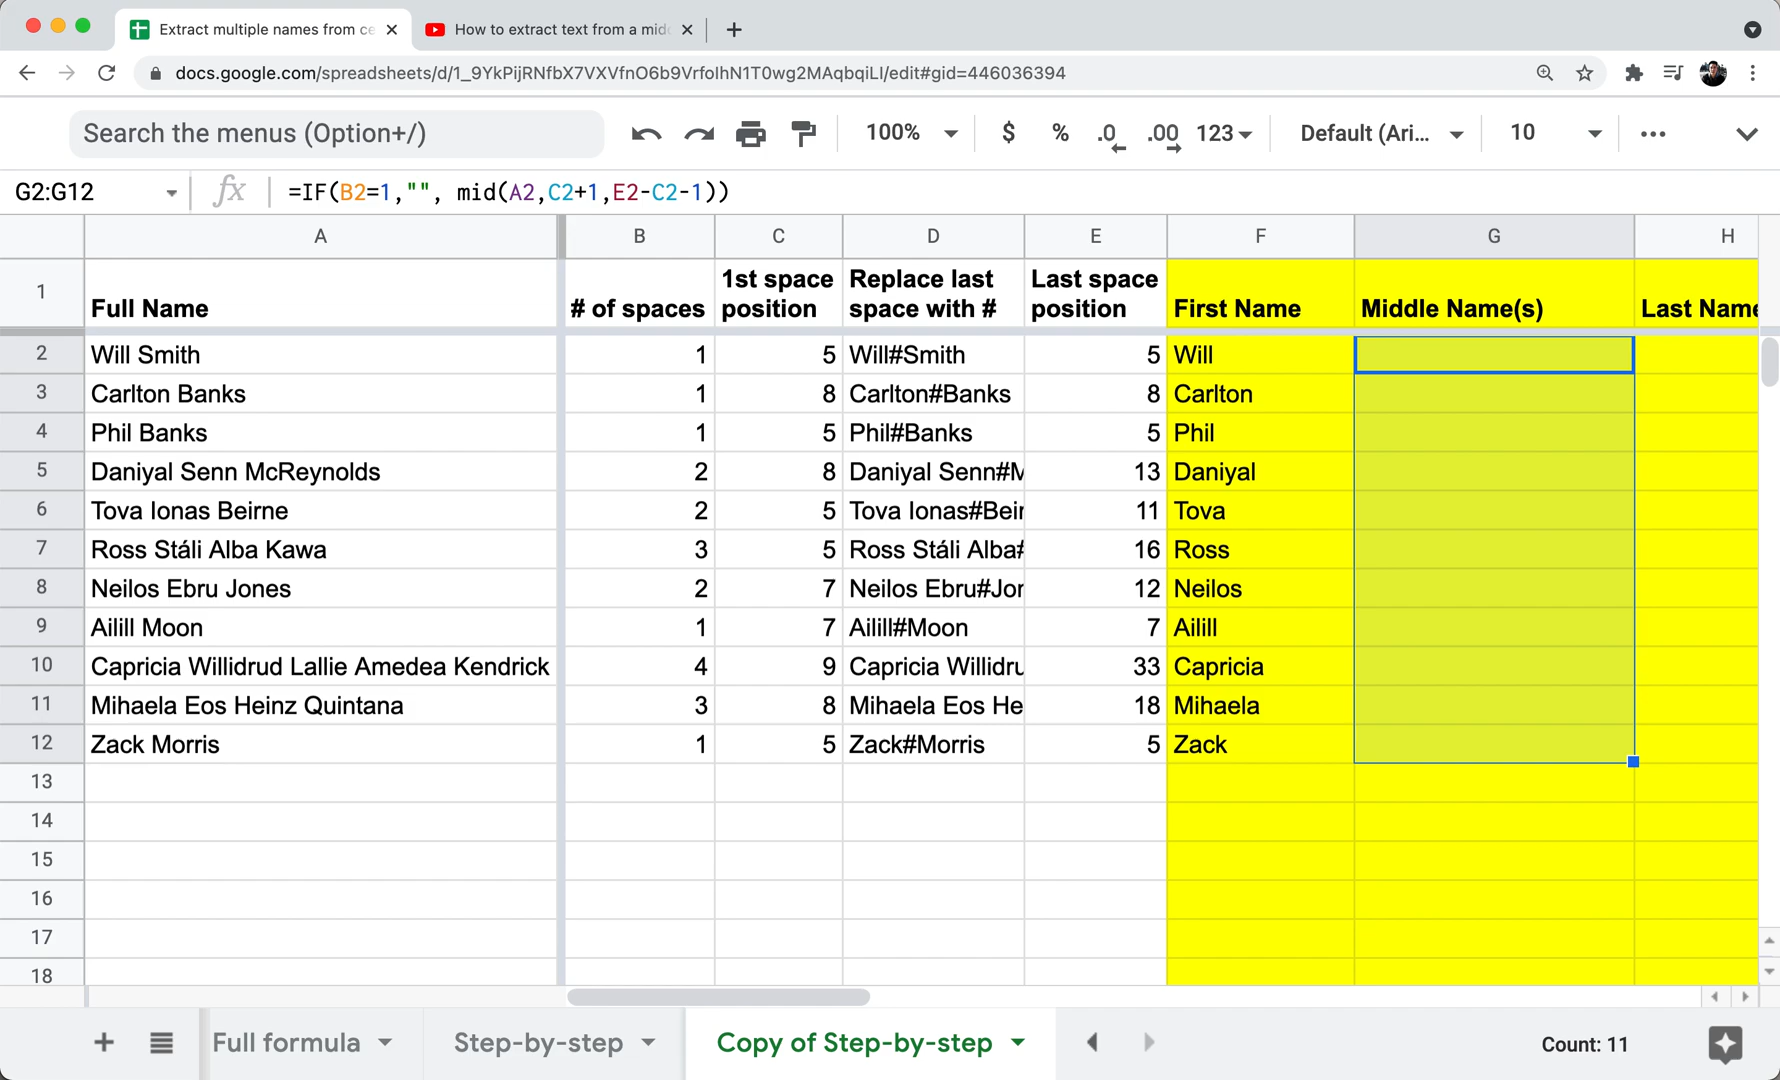 Extract multiple names from ce
How to extract text from a mid
docs.google.com/spreadsheets/d/1_9YkPijRNfbX7VXVfnO6b9VrfoIhN1T0wg2MAqbqiLI/edit#gid=446036394
Search the menus (Option+/) 100% $ % .0 .00 123 Default (Ari... 10
G2:G12 fx =IF(B2=1,"", mid(A2,C2+1,E2-C2-1))
A B C D E F G H
1 Full Name # of spaces 1st space position Replace last space with # Last space position First Name Middle Name(s) Last Name
2 Will Smith 1 5 Will#Smith 5 Will
3 Carlton Banks 1 8 Carlton#Banks 8 Carlton
4 Phil Banks 1 5 Phil#Banks 5 Phil
5 Daniyal Senn McReynolds 2 8 Daniyal Senn#M 13 Daniyal
6 Tova Ionas Beirne 2 5 Tova Ionas#Beir 11 Tova
7 Ross Stáli Alba Kawa 3 5 Ross Stáli Alba# 16 Ross
8 Neilos Ebru Jones 2 7 Neilos Ebru#Jor 12 Neilos
9 Ailill Moon 1 7 Ailill#Moon 7 Ailill
10 Capricia Willidrud Lallie Amedea Kendrick 4 9 Capricia Willidru 33 Capricia
11 Mihaela Eos Heinz Quintana 3 8 Mihaela Eos He 18 Mihaela
12 Zack Morris 1 5 Zack#Morris 5 Zack
13
14
15
16
17
18
Full formula Step-by-step Copy of Step-by-step Count: 11